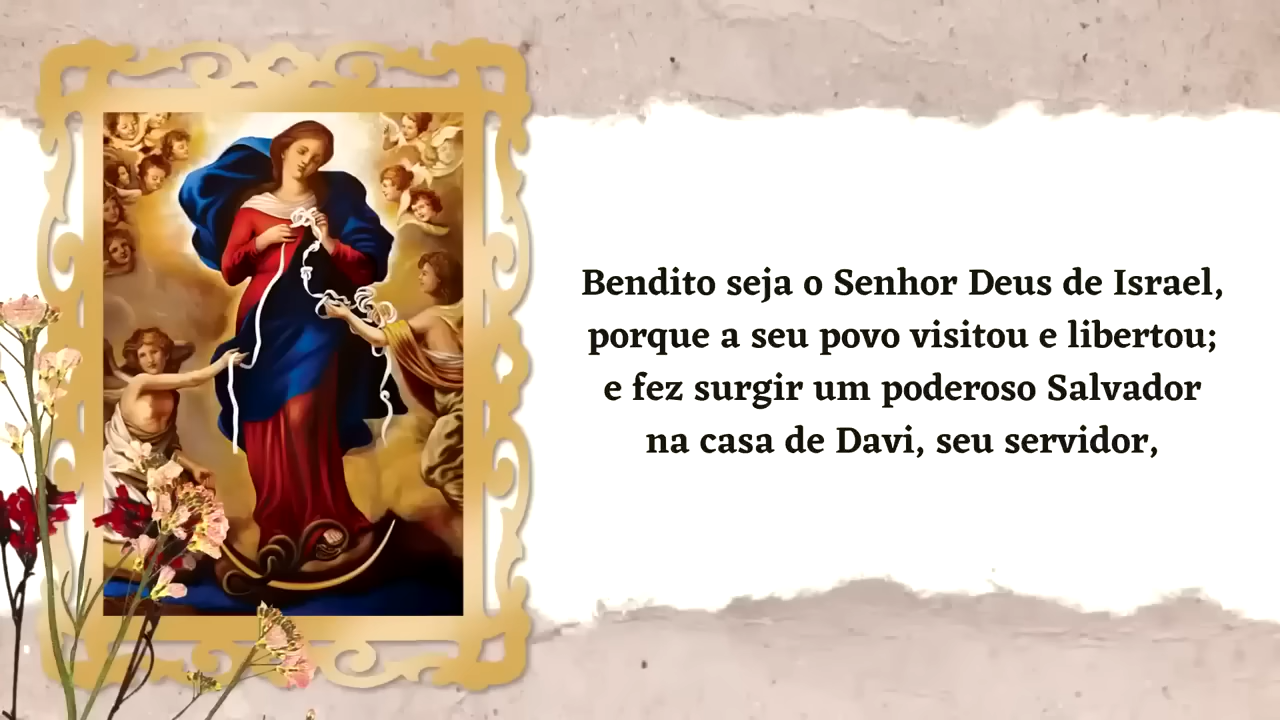 Bendito seja o Senhor Deus de Israel,
porque a seu povo visitou e libertou;
e fez surgir um poderoso Salvador
na casa de Davi, seu servidor,